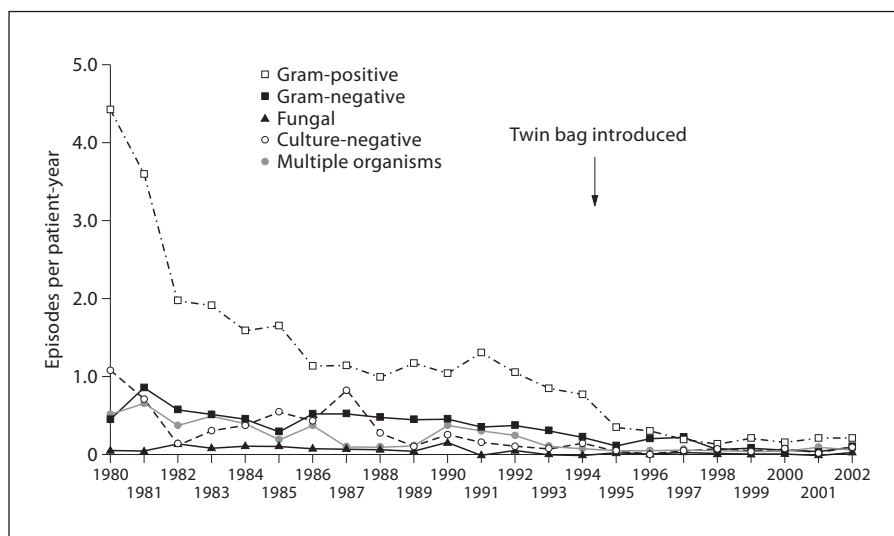 5.0
4.0
3.0
2.0
1.0
0
Episodes per patient-year
Gram-positive
Gram-negative
Fungal
Culture-negative
Multiple organisms
Twin bag introduced
1980 1982 1984 1986 1988 1990 1992 1994 1996 1998 2000 2002
1981 1983 1985 1987 1989 1991 1993 1995 1997 1999 2001